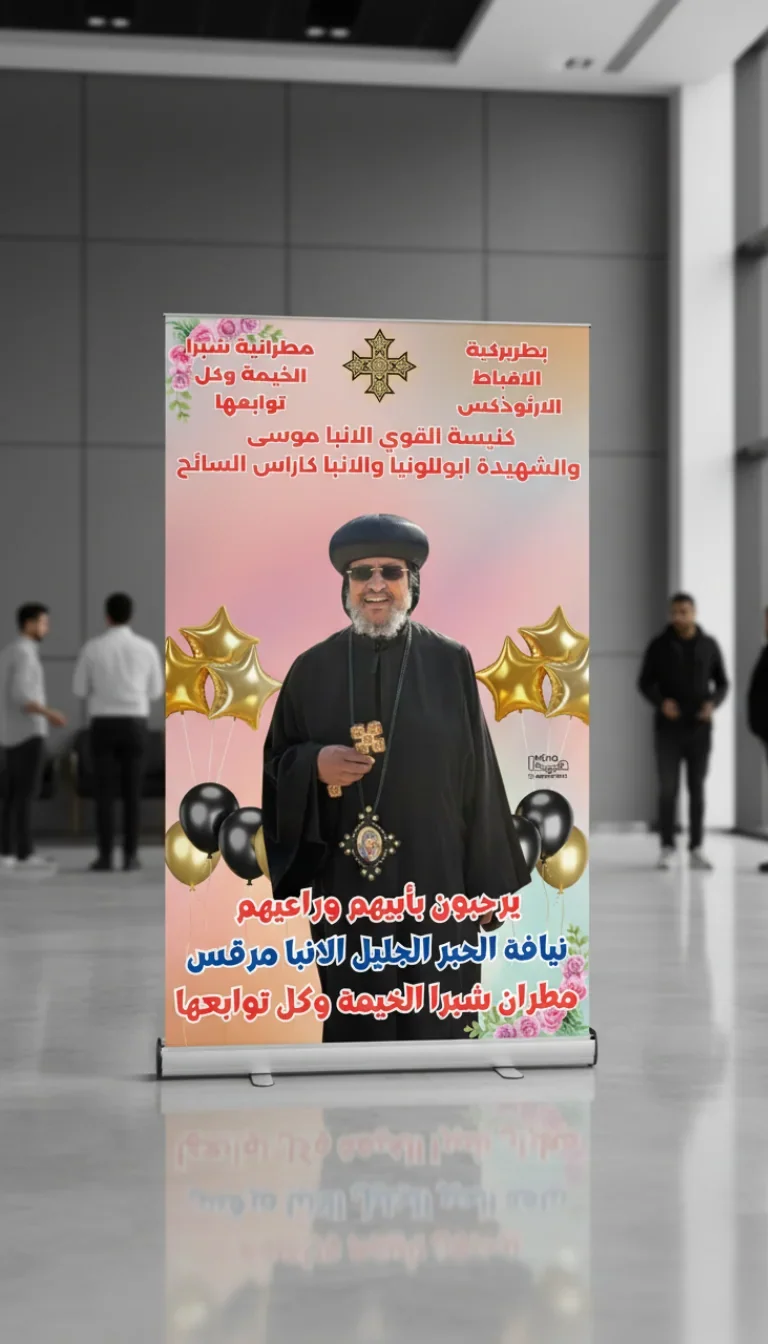 بطريركية
الاقباط
الارثوذكس
مطرانية شبرا
الخيمة وكل
توابعها
كنيسة القوي الانبا موسى
والشهيدة ابوللونيا والانبا كاراس السائح
MENO
يرحبون بأبيهم وراعيهم
نيافة الحبر الجليل الانبا مرقس
مطران شبرا الخيمة وكل توابعها